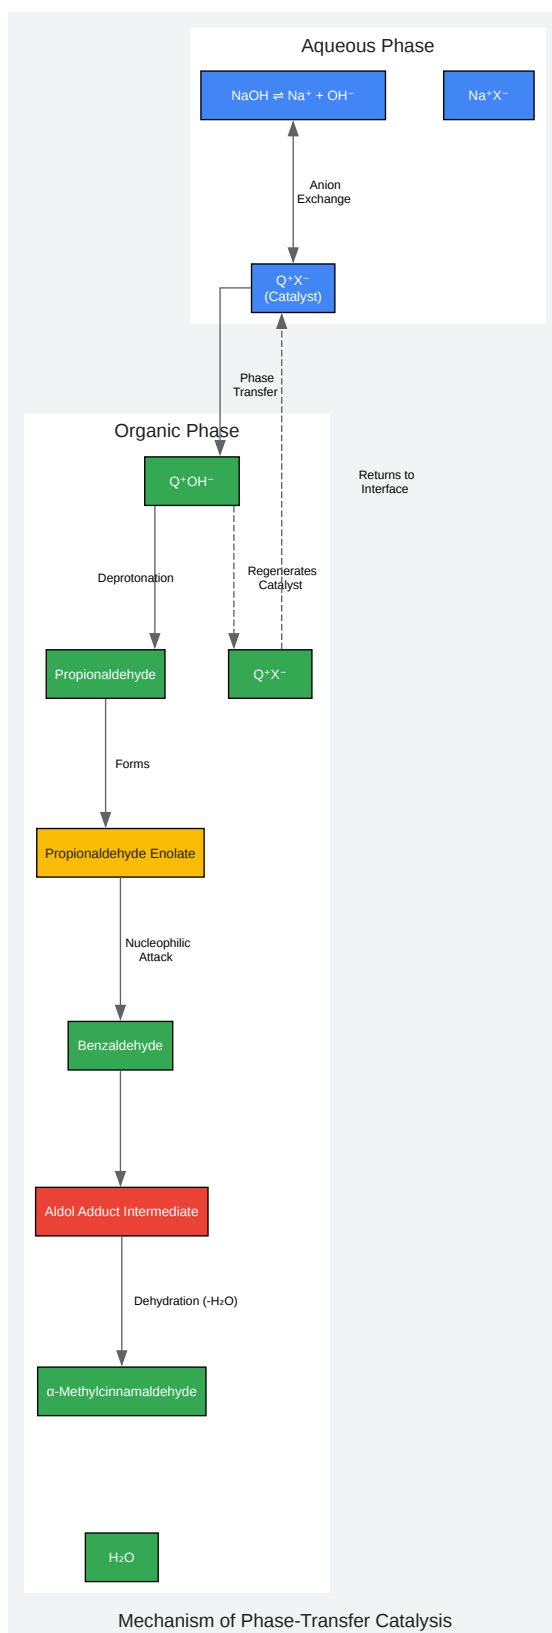 Aqueous Phase
NaOH ⇌ Na⁺ + OH⁻
Na⁺X⁻
Anion
Exchange
Q⁺X⁻
(Catalyst)
Phase
Transfer
Organic Phase
Returns to
Interface
Q⁺OH⁻
Deprotonation
Regenerates
Catalyst
Propionaldehyde
Q⁺X⁻
Forms
Propionaldehyde Enolate
Nucleophilic
Attack
Benzaldehyde
Aldol Adduct Intermediate
Dehydration (-H₂O)
α-Methylcinnamaldehyde
H₂O
Mechanism of Phase-Transfer Catalysis